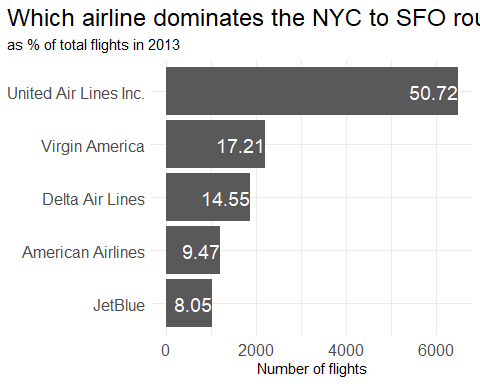 Which airline dominates the NYC to SFO rou
as % of total flights in 2013
United Air Lines Inc.
50.72
Virgin America
17.21
Delta Air Lines
14.55
American Airlines
9.47
JetBlue
8.05
0 2000 4000 6000
Number of flights